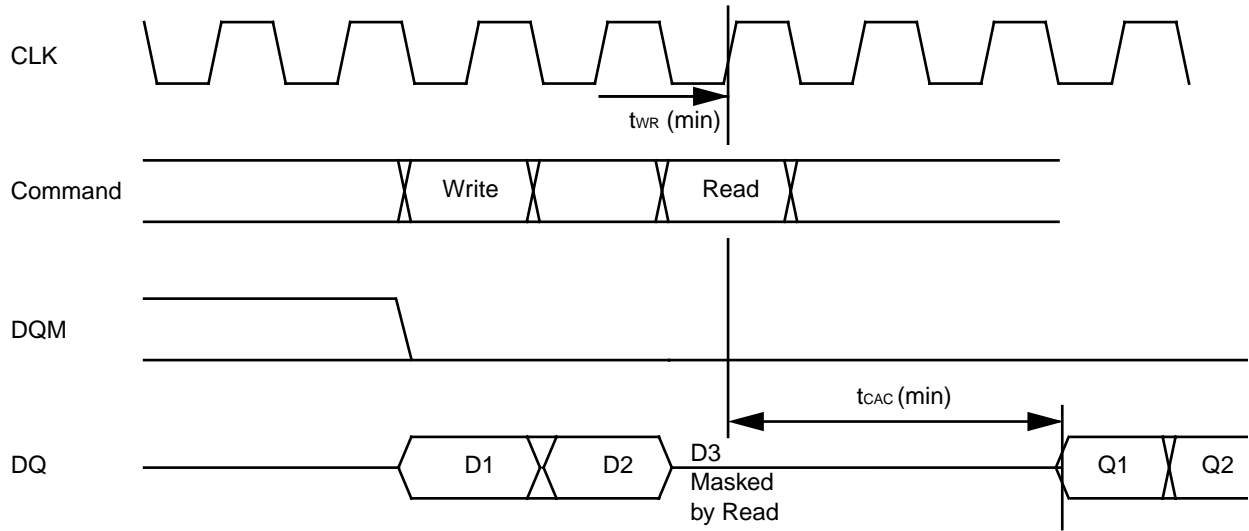 CLK
tWR (min)
Command
Write
Read
DQM
tCAC (min)
DQ
D1
D2
D3
Masked
by Read
Q1
Q2